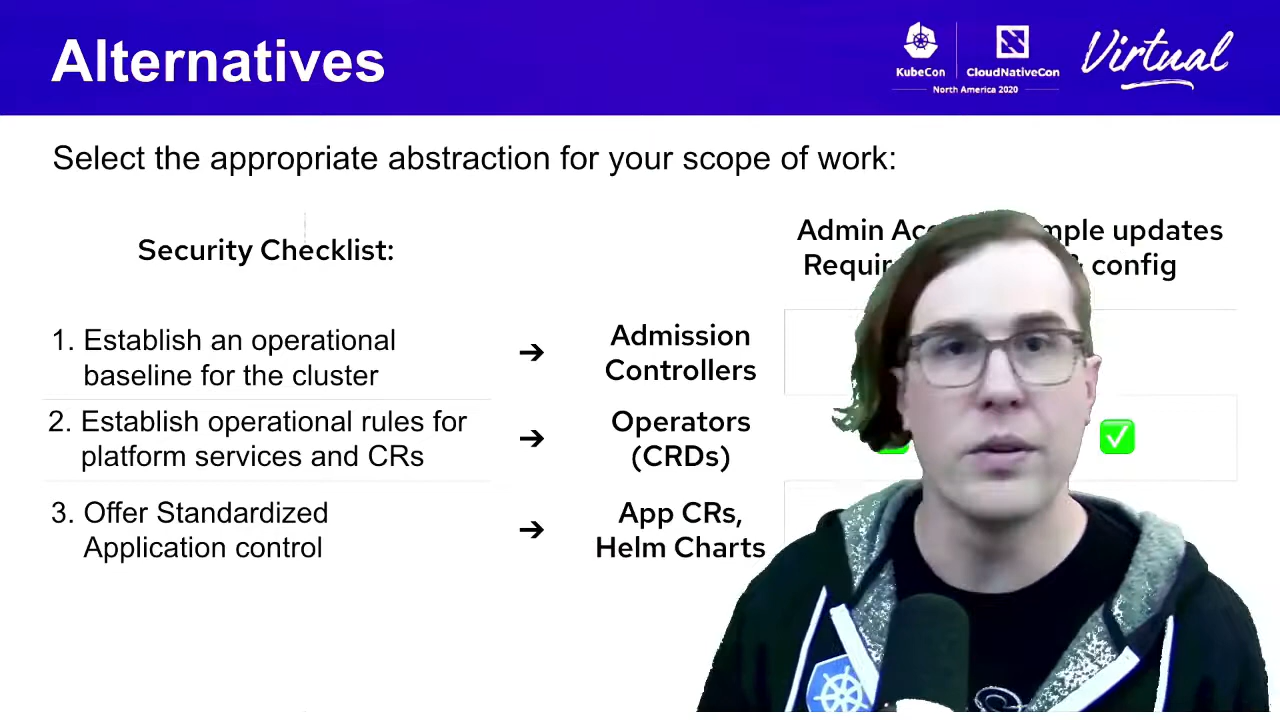 Alternatives
KubeCon
CloudNativeCon
North America 2020
Virtual
Select the appropriate abstraction for your scope of work:
Security Checklist:
Admin
mple updates
config
1. Establish an operational
baseline for the cluster
➔
Admission
Controllers
2. Establish operational rules for
platform services and CRs
➔
Operators
(CRDs)
3. Offer Standardized
Application control
➔
App CRs,
Helm Charts